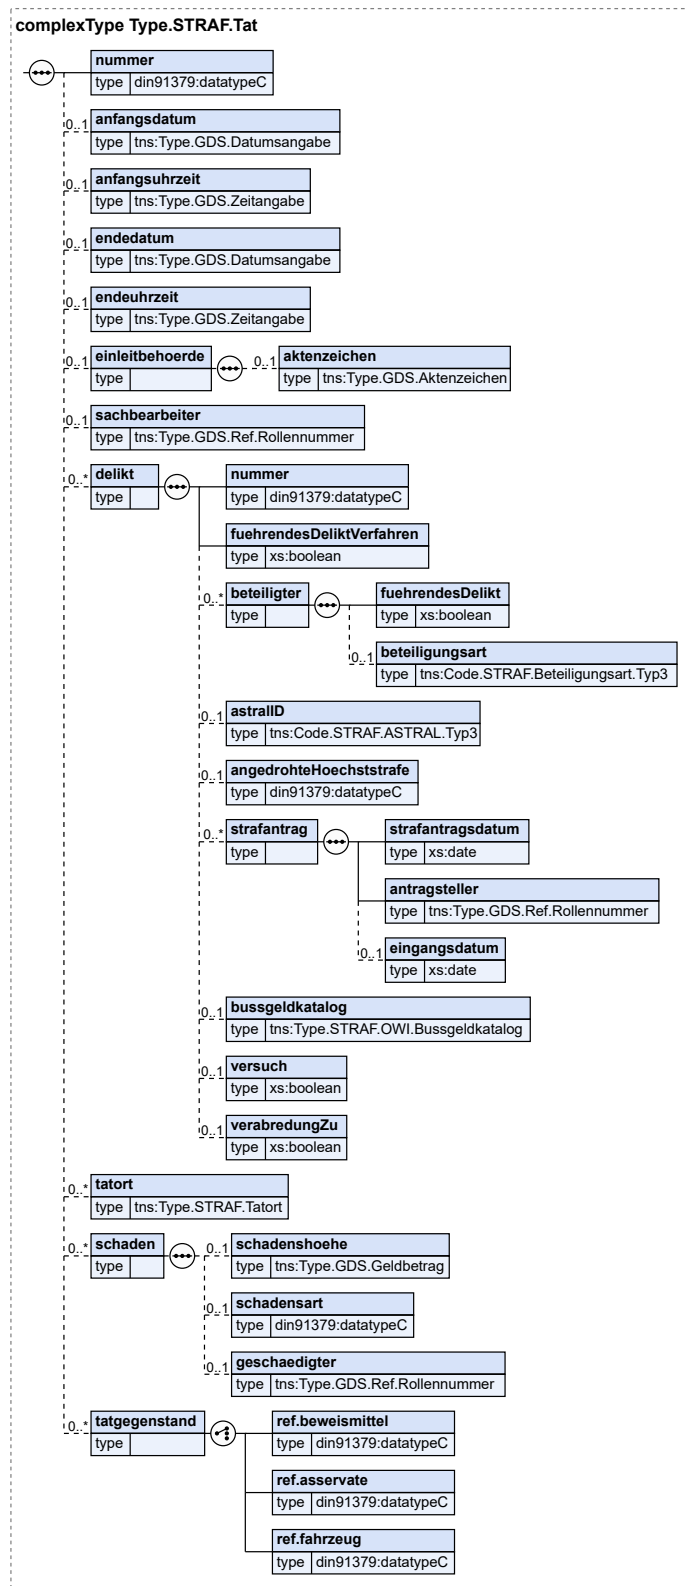 complexType Type.STRAF.Tat
nummer
type din91379:datatypeC
0..1 anfangsdatum
type tns:Type.GDS.Datumsangabe
0..1 anfangsuhrzeit
type tns:Type.GDS.Zeitangabe
0..1 endedatum
type tns:Type.GDS.Datumsangabe
0..1 endeuhrzeit
type tns:Type.GDS.Zeitangabe
0..1 einleitbehoerde
type
0..1 aktenzeichen
type tns:Type.GDS.Aktenzeichen
0..1 sachbearbeiter
type tns:Type.GDS.Ref.Rollennummer
0..* delikt
type
nummer
type din91379:datatypeC
fuehrendesDeliktVerfahren
type xs:boolean
0..* beteiligter
type
fuehrendesDelikt
type xs:boolean
0..1 beteiligungsart
type tns:Code.STRAF.Beteiligungsart.Typ3
0..1 astralID
type tns:Code.STRAF.ASTRAL.Typ3
0..1 angedrohteHoechststrafe
type din91379:datatypeC
0..* strafantrag
type
strafantragsdatum
type xs:date
antragsteller
type tns:Type.GDS.Ref.Rollennummer
0..1 eingangsdatum
type xs:date
0..1 bussgeldkatalog
type tns:Type.STRAF.OWI.Bussgeldkatalog
0..1 versuch
type xs:boolean
0..1 verabredungZu
type xs:boolean
0..* tatort
type tns:Type.STRAF.Tatort
0..* schaden
type
0..1 schadenshoehe
type tns:Type.GDS.Geldbetrag
0..1 schadensart
type din91379:datatypeC
0..1 geschaedigter
type tns:Type.GDS.Ref.Rollennummer
0..* tatgegenstand
type
ref.beweismittel
type din91379:datatypeC
ref.asservate
type din91379:datatypeC
ref.fahrzeug
type din91379:datatypeC